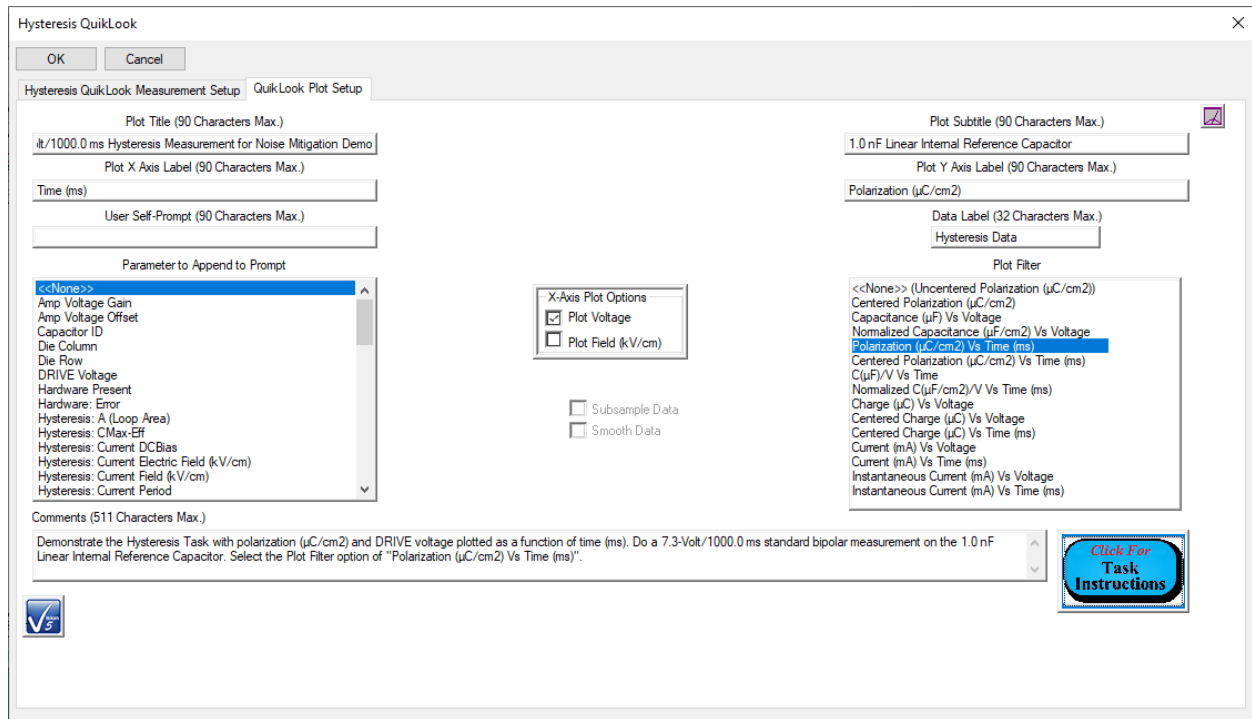 Hysteresis QuikLook
OK
Cancel
Hysteresis QuikLook Measurement Setup
QuikLook Plot Setup
Plot Title (90 Characters Max.)
lt/1000.0 ms Hysteresis Measurement for Noise Mitigation Demo
Plot Subtitle (90 Characters Max.)
1.0 nF Linear Internal Reference Capacitor
Plot X Axis Label (90 Characters Max.)
Time (ms)
Plot Y Axis Label (90 Characters Max.)
Polarization (µC/cm2)
User Self-Prompt (90 Characters Max.)
Data Label (32 Characters Max.)
Hysteresis Data
Parameter to Append to Prompt
<<None>>
Amp Voltage Gain
Amp Voltage Offset
Capacitor ID
Die Column
Die Row
DRIVE Voltage
Hardware Present
Hardware: Error
Hysteresis: A (Loop Area)
Hysteresis: CMax-Eff
Hysteresis: Current DCBias
Hysteresis: Current Electric Field (kV/cm)
Hysteresis: Current Field (kV/cm)
Hysteresis: Current Period
X-Axis Plot Options
Plot Voltage
Plot Field (kV/cm)
Subsample Data
Smooth Data
Plot Filter
<<None>> (Uncentered Polarization (µC/cm2))
Centered Polarization (µC/cm2)
Capacitance (µF) Vs Voltage
Normalized Capacitance (µF/cm2) Vs Voltage
Polarization (µC/cm2) Vs Time (ms)
Centered Polarization (µC/cm2) Vs Time (ms)
C(µF)/V Vs Time
Normalized C(µF/cm2)/V Vs Time (ms)
Charge (µC) Vs Voltage
Centered Charge (µC) Vs Voltage
Centered Charge (µC) Vs Time (ms)
Current (mA) Vs Voltage
Current (mA) Vs Time (ms)
Instantaneous Current (mA) Vs Voltage
Instantaneous Current (mA) Vs Time (ms)
Comments (511 Characters Max.)
Demonstrate the Hysteresis Task with polarization (µC/cm2) and DRIVE voltage plotted as a function of time (ms). Do a 7.3-Volt/1000.0 ms standard bipolar measurement on the 1.0 nF
Linear Internal Reference Capacitor. Select the Plot Filter option of "Polarization (µC/cm2) Vs Time (ms)".
Click For
Task
Instructions
Vision
5